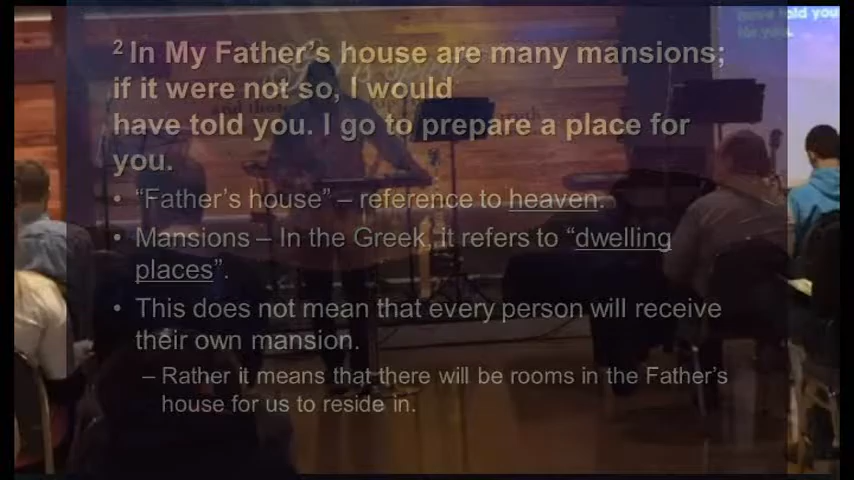 2 In My Father's house are many mansions;
if it were not so, I would
have told you. I go to prepare a place for
you.
• “Father's house” – reference to heaven.
• Mansions – In the Greek, it refers to “dwelling
places”.
• This does not mean that every person will receive
their own mansion.
– Rather it means that there will be rooms in the Father's
house for us to reside in.
have told you
for you.